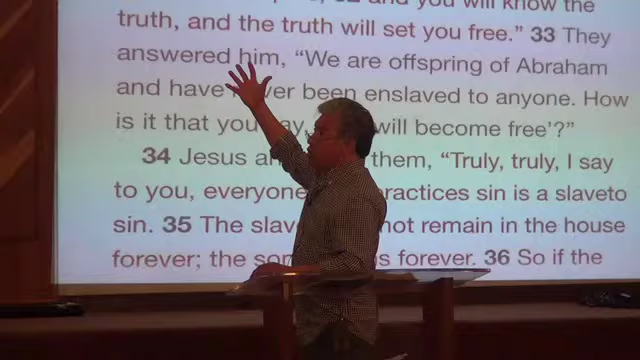 32 and you will know the
truth, and the truth will set you free.” 33 They
answered him, “We are offspring of Abraham
and have been enslaved to anyone. How
is it that you will become free’?”
34 Jesus them, “Truly, truly, I say
to you, everyone practices sin is a slaveto
sin. 35 The not remain in the house
forever; the son forever. 36 So if the